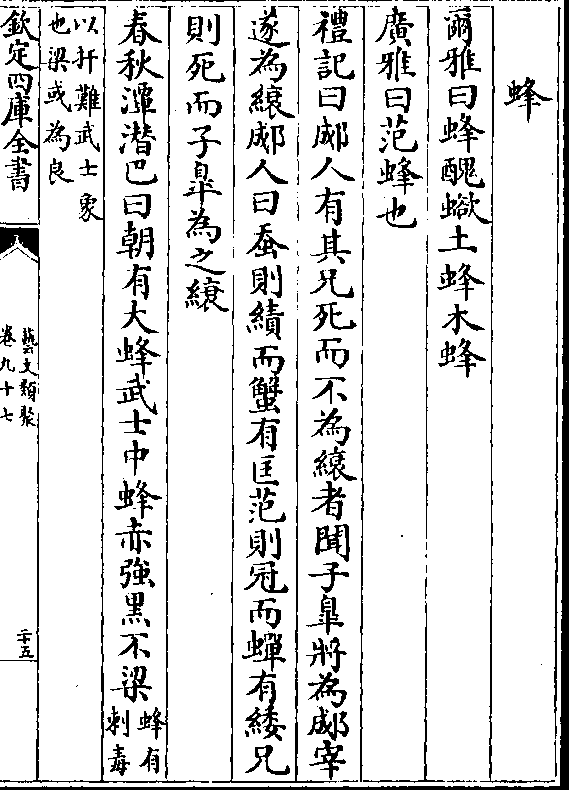 蜂
爾雅曰蜂醜螸土蜂木蜂
廣雅曰范蜂也
禮記曰郕人有其兄死而不為縗者聞子臯將為郕宰
遂為縗郕人曰蚕則績而蟹有匡范則冠而蟬有緌兄
則死而子臯為之縗
春秋潭潜巴曰朝有大蜂武士中蜂赤強黑不梁蜂有
刺毒
以扞難武士象
也梁或為良
欽定四庫全書
藝文類聚
卷九十七
二十五